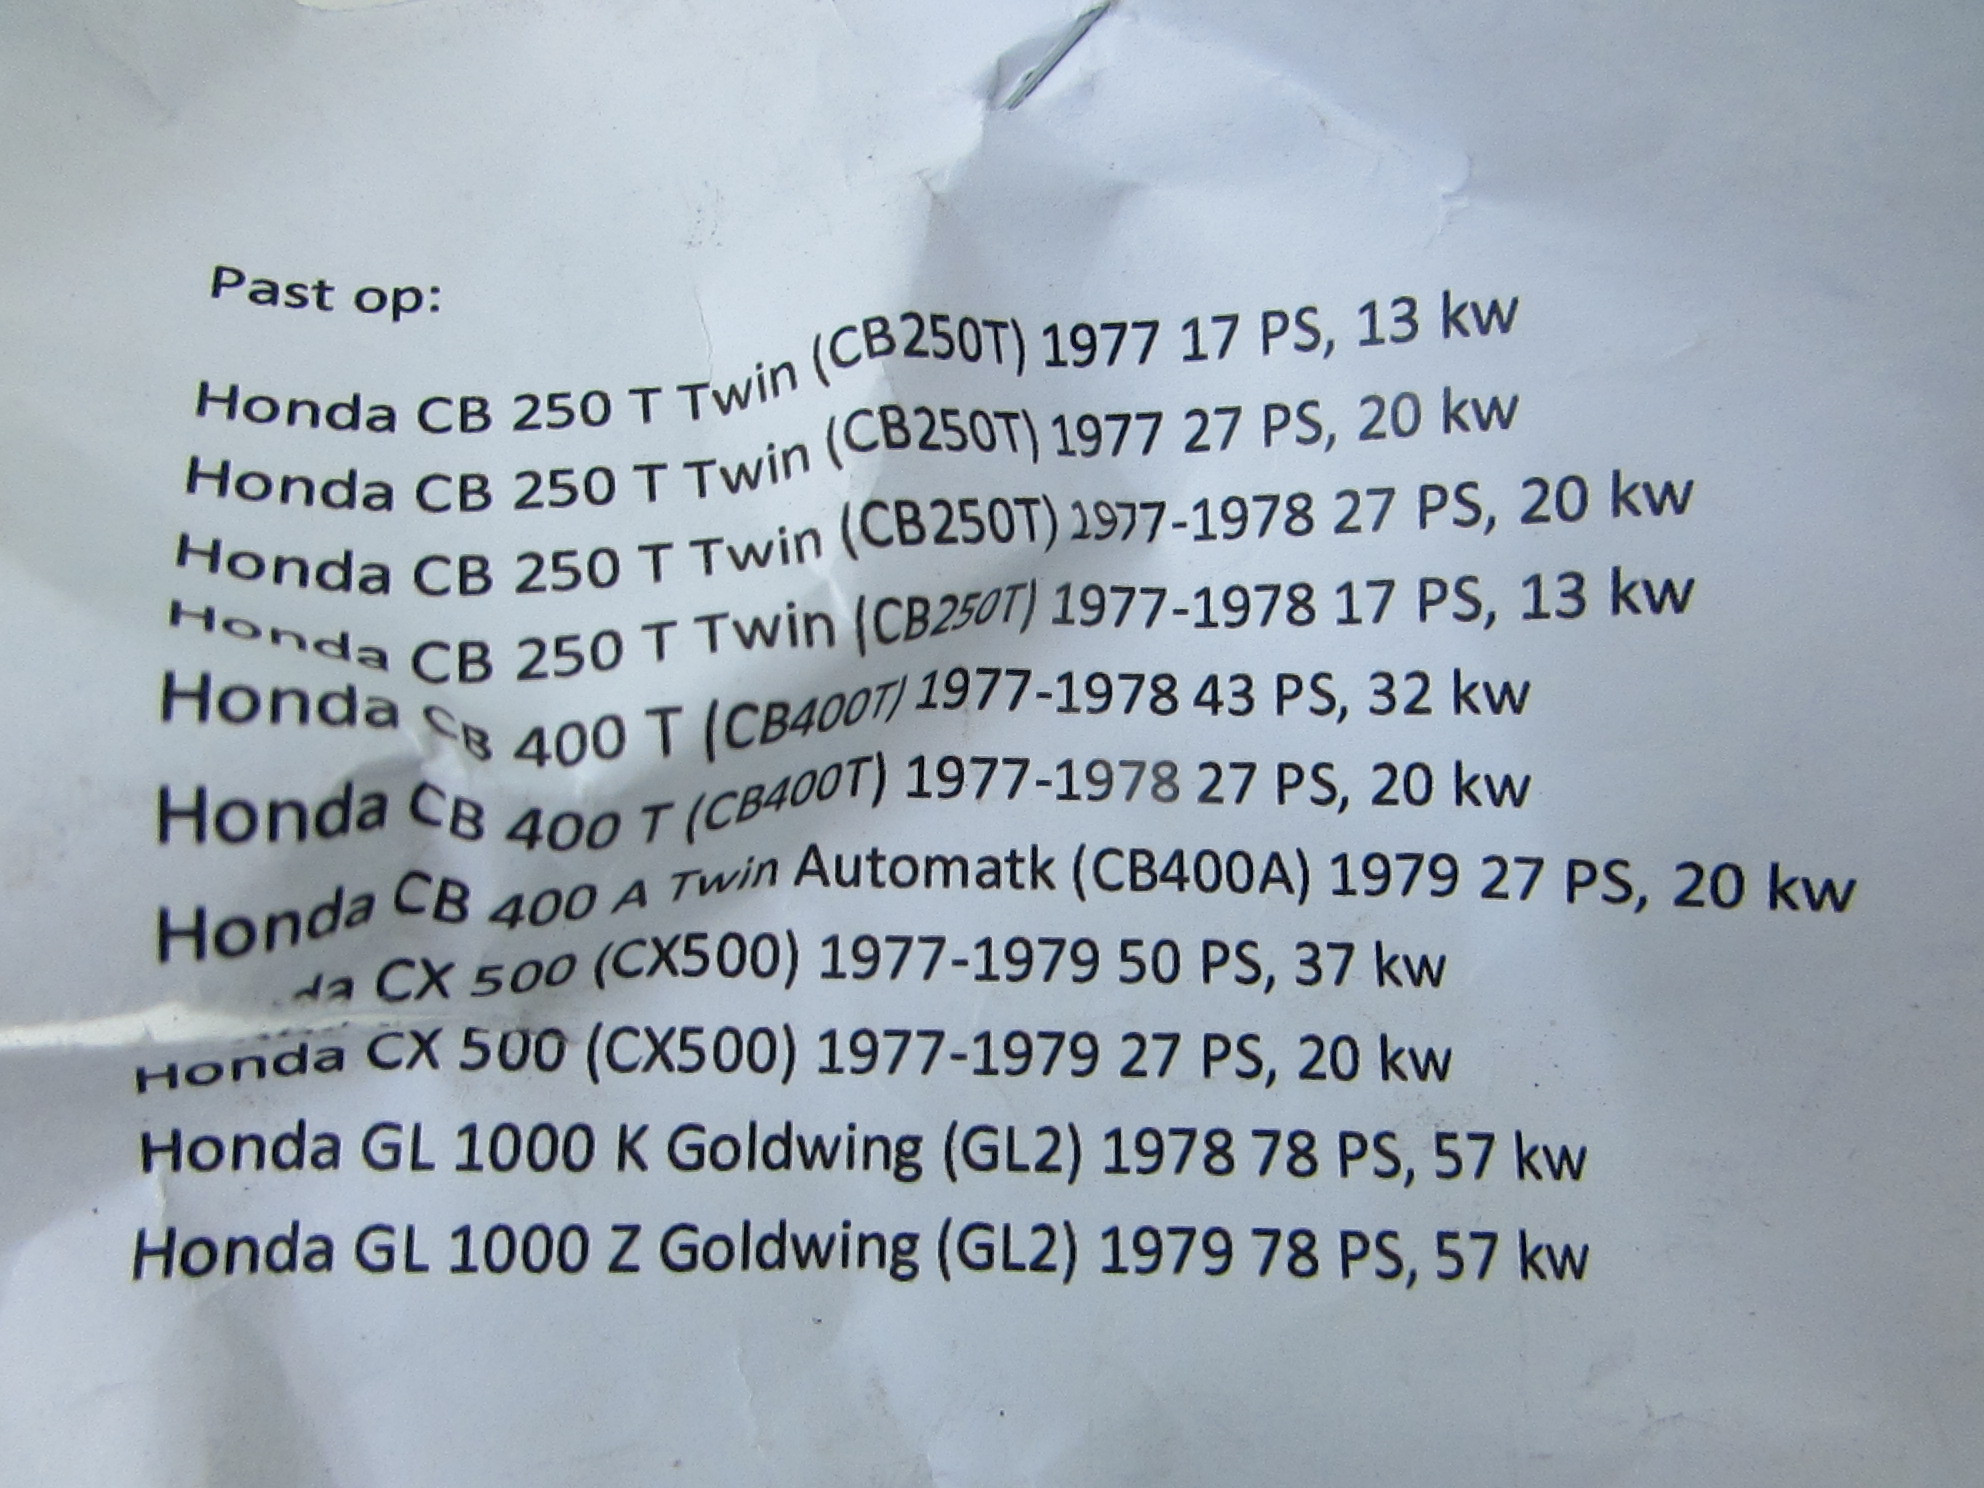 Past op:
Honda CB 250 T Twin (CB250T) 1977 17 PS, 13 kw
Honda CB 250 T Twin (CB250T) 1977 27 PS, 20 kw
Honda CB 250 T Twin (CB250T) 1977-1978 27 PS, 20 kw
Honda CB 250 T Twin (CB250T) 1977-1978 17 PS, 13 kw
Honda CB 400 T (CB400T) 1977-1978 43 PS, 32 kw
Honda CB 400 T (CB400T) 1977-1978 27 PS, 20 kw
Honda CB 400 A Twin Automatk (CB400A) 1979 27 PS, 20 kw
CX 500 (CX500) 1977-1979 50 PS, 37 kw
Honda CX 500 (CX500) 1977-1979 27 PS, 20 kw
Honda GL 1000 K Goldwing (GL2) 1978 78 PS, 57 kw
Honda GL 1000 Z Goldwing (GL2) 1979 78 PS, 57 kw